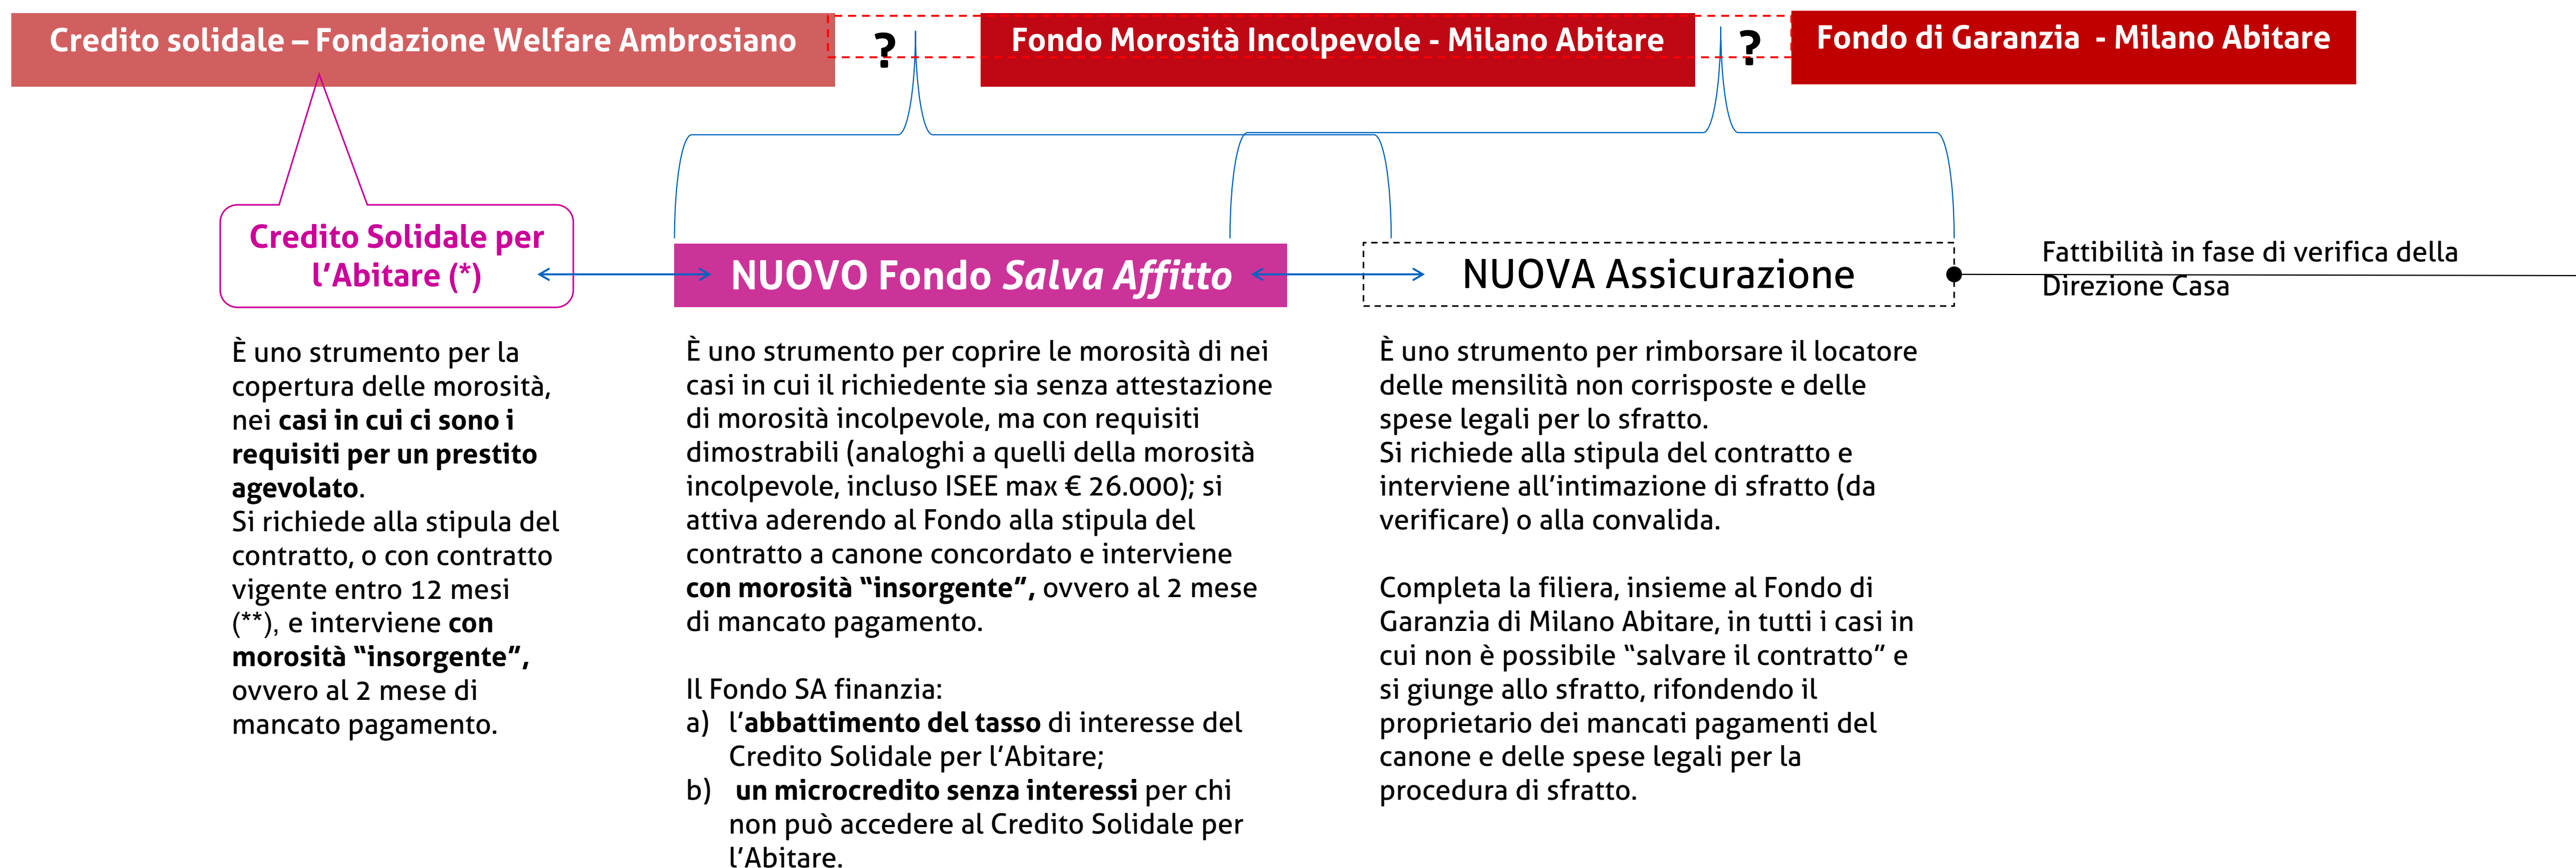 Credito solidale – Fondazione Welfare Ambrosiano
?
Fondo Morosità Incolpevole - Milano Abitare
?
Fondo di Garanzia - Milano Abitare
Credito Solidale per
l’Abitare (*)
NUOVO Fondo Salva Affitto
NUOVA Assicurazione
Fattibilità in fase di verifica della
Direzione Casa
È uno strumento per la
copertura delle morosità,
nei casi in cui ci sono i
requisiti per un prestito
agevolato.
Si richiede alla stipula del
contratto, o con contratto
vigente entro 12 mesi
(**), e interviene con
morosità “insorgente”,
ovvero al 2 mese di
mancato pagamento.
È uno strumento per coprire le morosità di nei
casi in cui il richiedente sia senza attestazione
di morosità incolpevole, ma con requisiti
dimostrabili (analoghi a quelli della morosità
incolpevole, incluso ISEE max € 26.000); si
attiva aderendo al Fondo alla stipula del
contratto a canone concordato e interviene
con morosità “insorgente”, ovvero al 2 mese
di mancato pagamento.
Il Fondo SA finanzia:
a) l’abbattimento del tasso di interesse del
Credito Solidale per l’Abitare;
b) un microcredito senza interessi per chi
non può accedere al Credito Solidale per
l’Abitare.
È uno strumento per rimborsare il locatore
delle mensilità non corrisposte e delle
spese legali per lo sfratto.
Si richiede alla stipula del contratto e
interviene all’intimazione di sfratto (da
verificare) o alla convalida.
Completa la filiera, insieme al Fondo di
Garanzia di Milano Abitare, in tutti i casi in
cui non è possibile “salvare il contratto” e
si giunge allo sfratto, rifondendo il
proprietario dei mancati pagamenti del
canone e delle spese legali per la
procedura di sfratto.